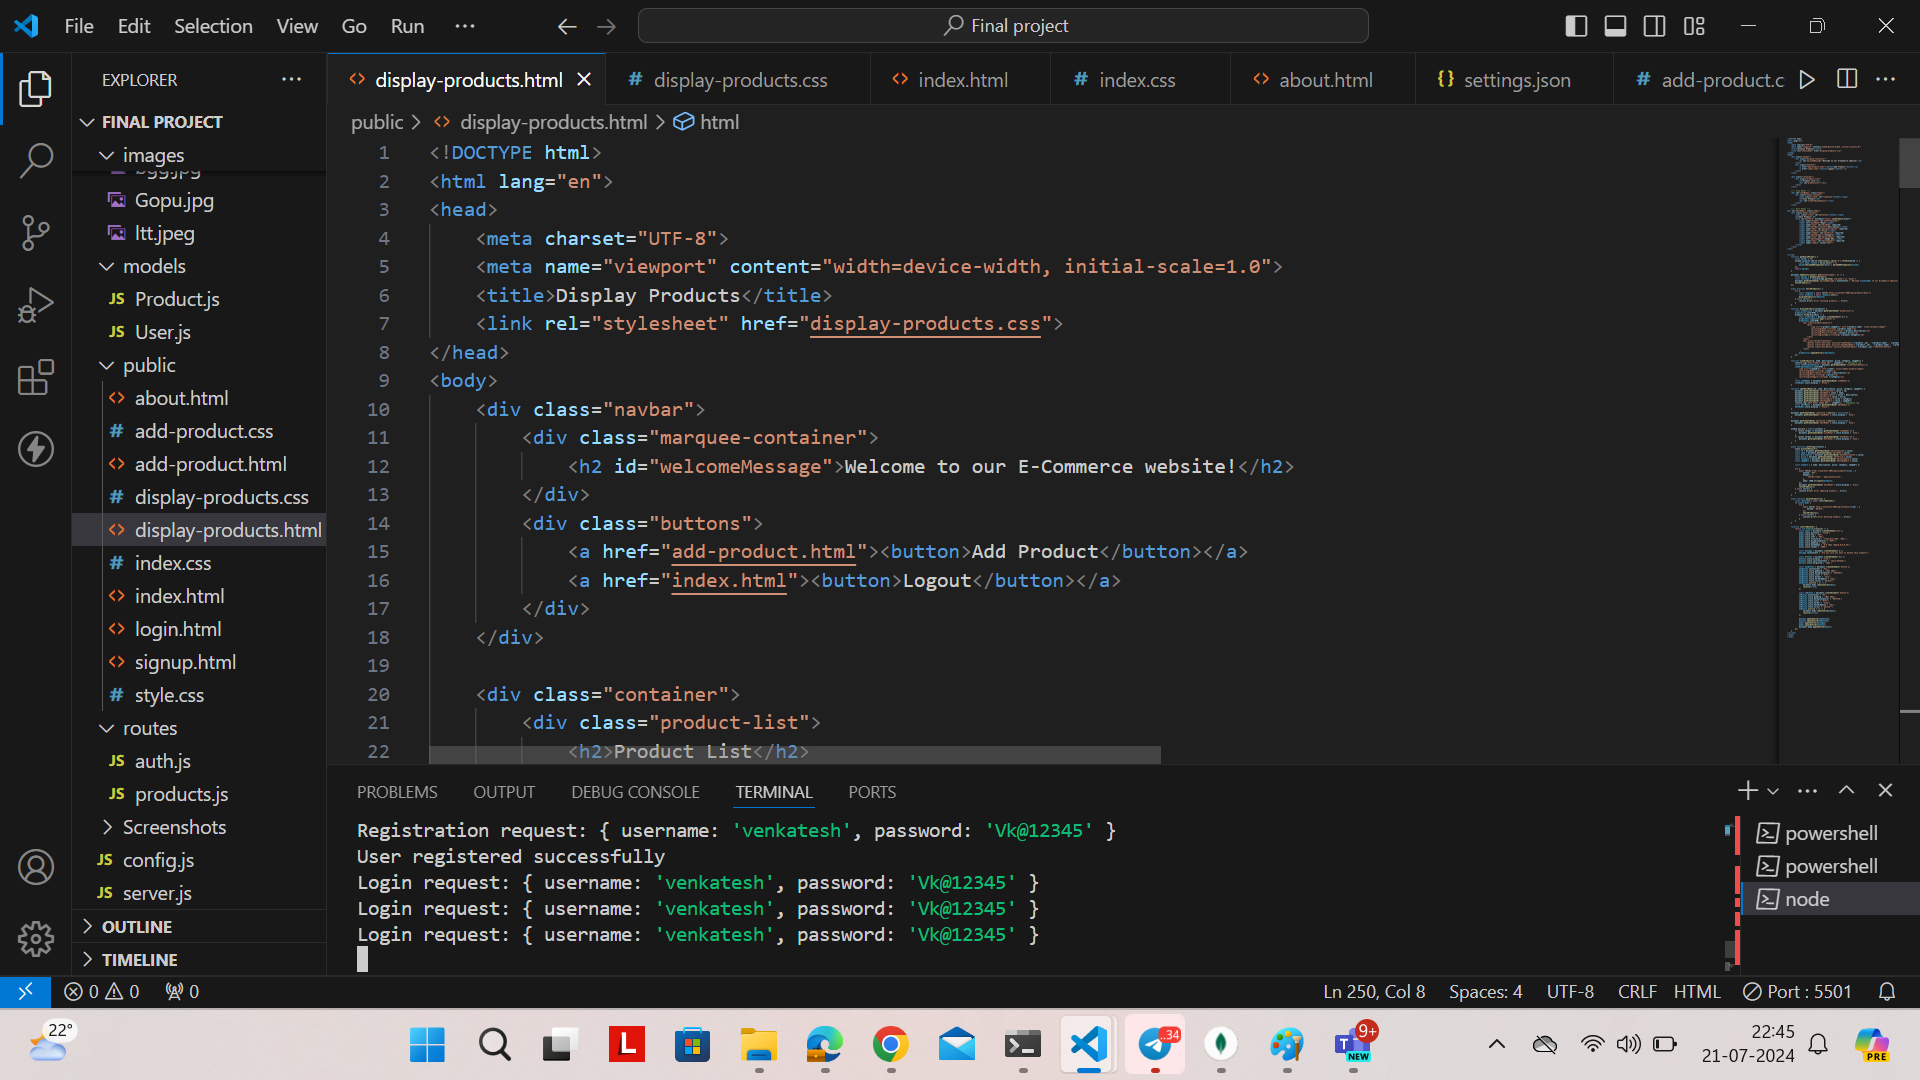 File Edit Selection View Go Run ··· Final project
EXPLORER ···
display-products.html display-products.css index.html index.css about.html settings.json add-product.c
FINAL PROJECT
public > display-products.html > html
images
bgg.jpg
Gopu.jpg
ltt.jpeg
models
Product.js
User.js
public
about.html
add-product.css
add-product.html
display-products.css
display-products.html
index.css
index.html
login.html
signup.html
style.css
routes
auth.js
products.js
Screenshots
config.js
server.js
OUTLINE
TIMELINE
1 <!DOCTYPE html>
2 <html lang="en">
3 <head>
4 <meta charset="UTF-8">
5 <meta name="viewport" content="width=device-width, initial-scale=1.0">
6 <title>Display Products</title>
7 <link rel="stylesheet" href="display-products.css">
8 </head>
9 <body>
10 <div class="navbar">
11 <div class="marquee-container">
12 <h2 id="welcomeMessage">Welcome to our E-Commerce website!</h2>
13 </div>
14 <div class="buttons">
15 <a href="add-product.html"><button>Add Product</button></a>
16 <a href="index.html"><button>Logout</button></a>
17 </div>
18 </div>
19
20 <div class="container">
21 <div class="product-list">
22 <h2>Product List</h2>
PROBLEMS OUTPUT DEBUG CONSOLE TERMINAL PORTS
Registration request: { username: 'venkatesh', password: 'Vk@12345' }
User registered successfully
Login request: { username: 'venkatesh', password: 'Vk@12345' }
Login request: { username: 'venkatesh', password: 'Vk@12345' }
Login request: { username: 'venkatesh', password: 'Vk@12345' }
powershell
powershell
node
0 0 0 Ln 250, Col 8 Spaces: 4 UTF-8 CRLF HTML Port : 5501
22° L ..34 T NEW 9+ 22:45 PRE
21-07-2024